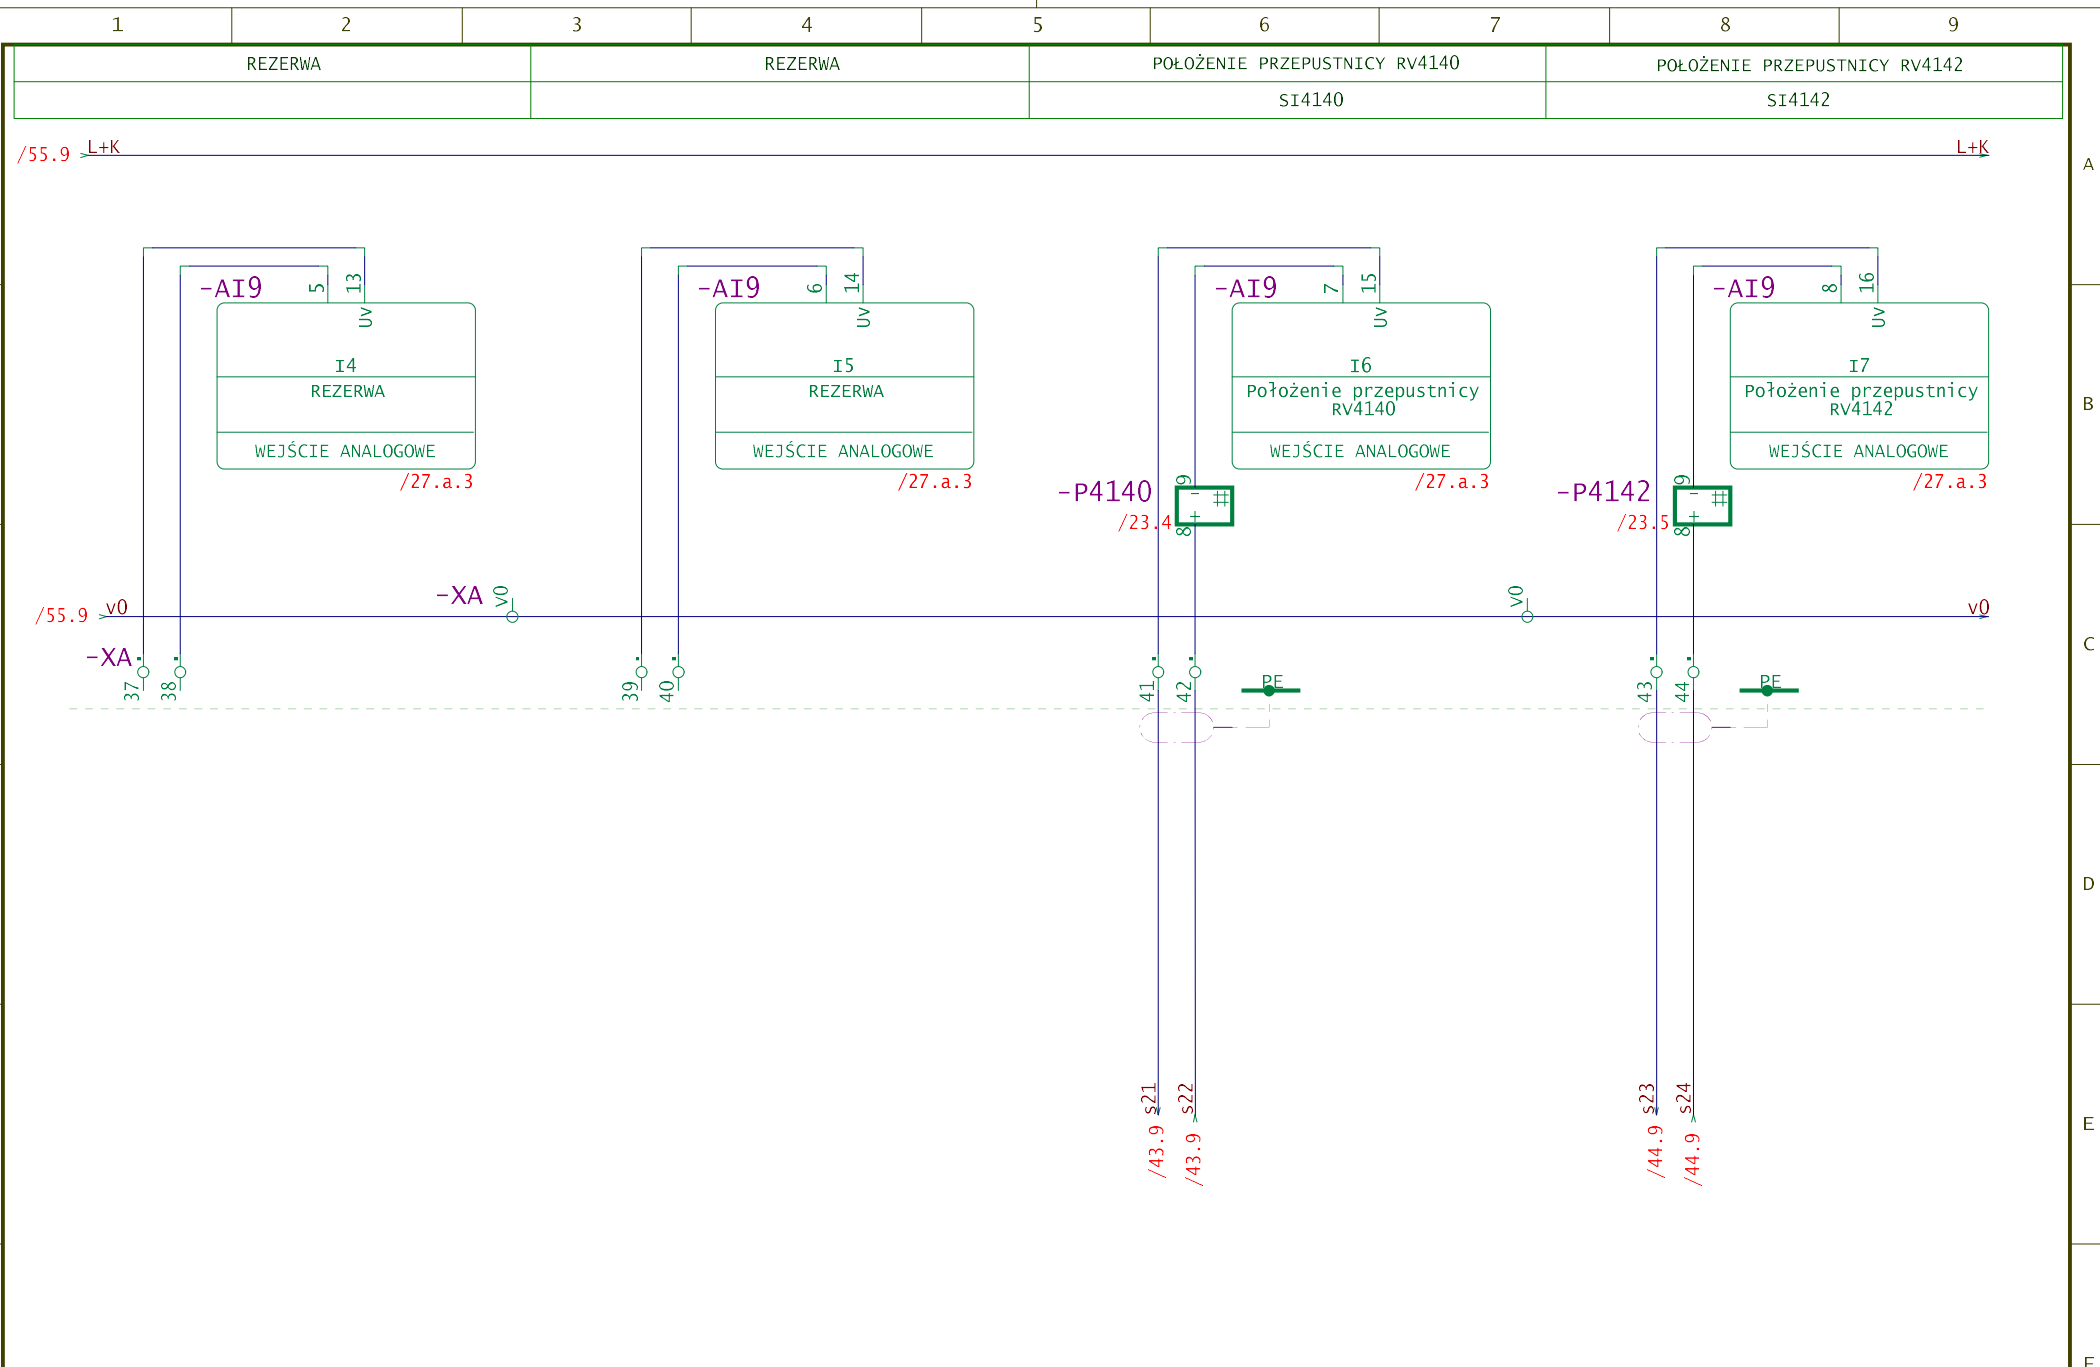 1 2 3 4 5 6 7 8 9
REZERWA REZERWA POŁOŻENIE PRZEPUSTNICY RV4140 POŁOŻENIE PRZEPUSTNICY RV4142
SI4140 SI4142
/55.9 L+K L+K
A
-AI9 5 13 -AI9 6 14 -AI9 7 15 -AI9 8 16
Uv Uv Uv Uv
I4 I5 I6 I7
REZERWA REZERWA Położenie przepustnicy Położenie przepustnicy
RV4140 RV4142
B
WEJŚCIE ANALOGOWE WEJŚCIE ANALOGOWE WEJŚCIE ANALOGOWE WEJŚCIE ANALOGOWE
/27.a.3 /27.a.3 /27.a.3 /27.a.3
-P4140 9 - -P4142 9 -
/23.4 8 + /23.5 8 +
-XA v0 v0
/55.9 v0 v0
C
-XA 37 38 39 40 41 42 PE 43 44 PE
D
s21 s22 s23 s24
E
/43.9 /43.9 /44.9 /44.9
F